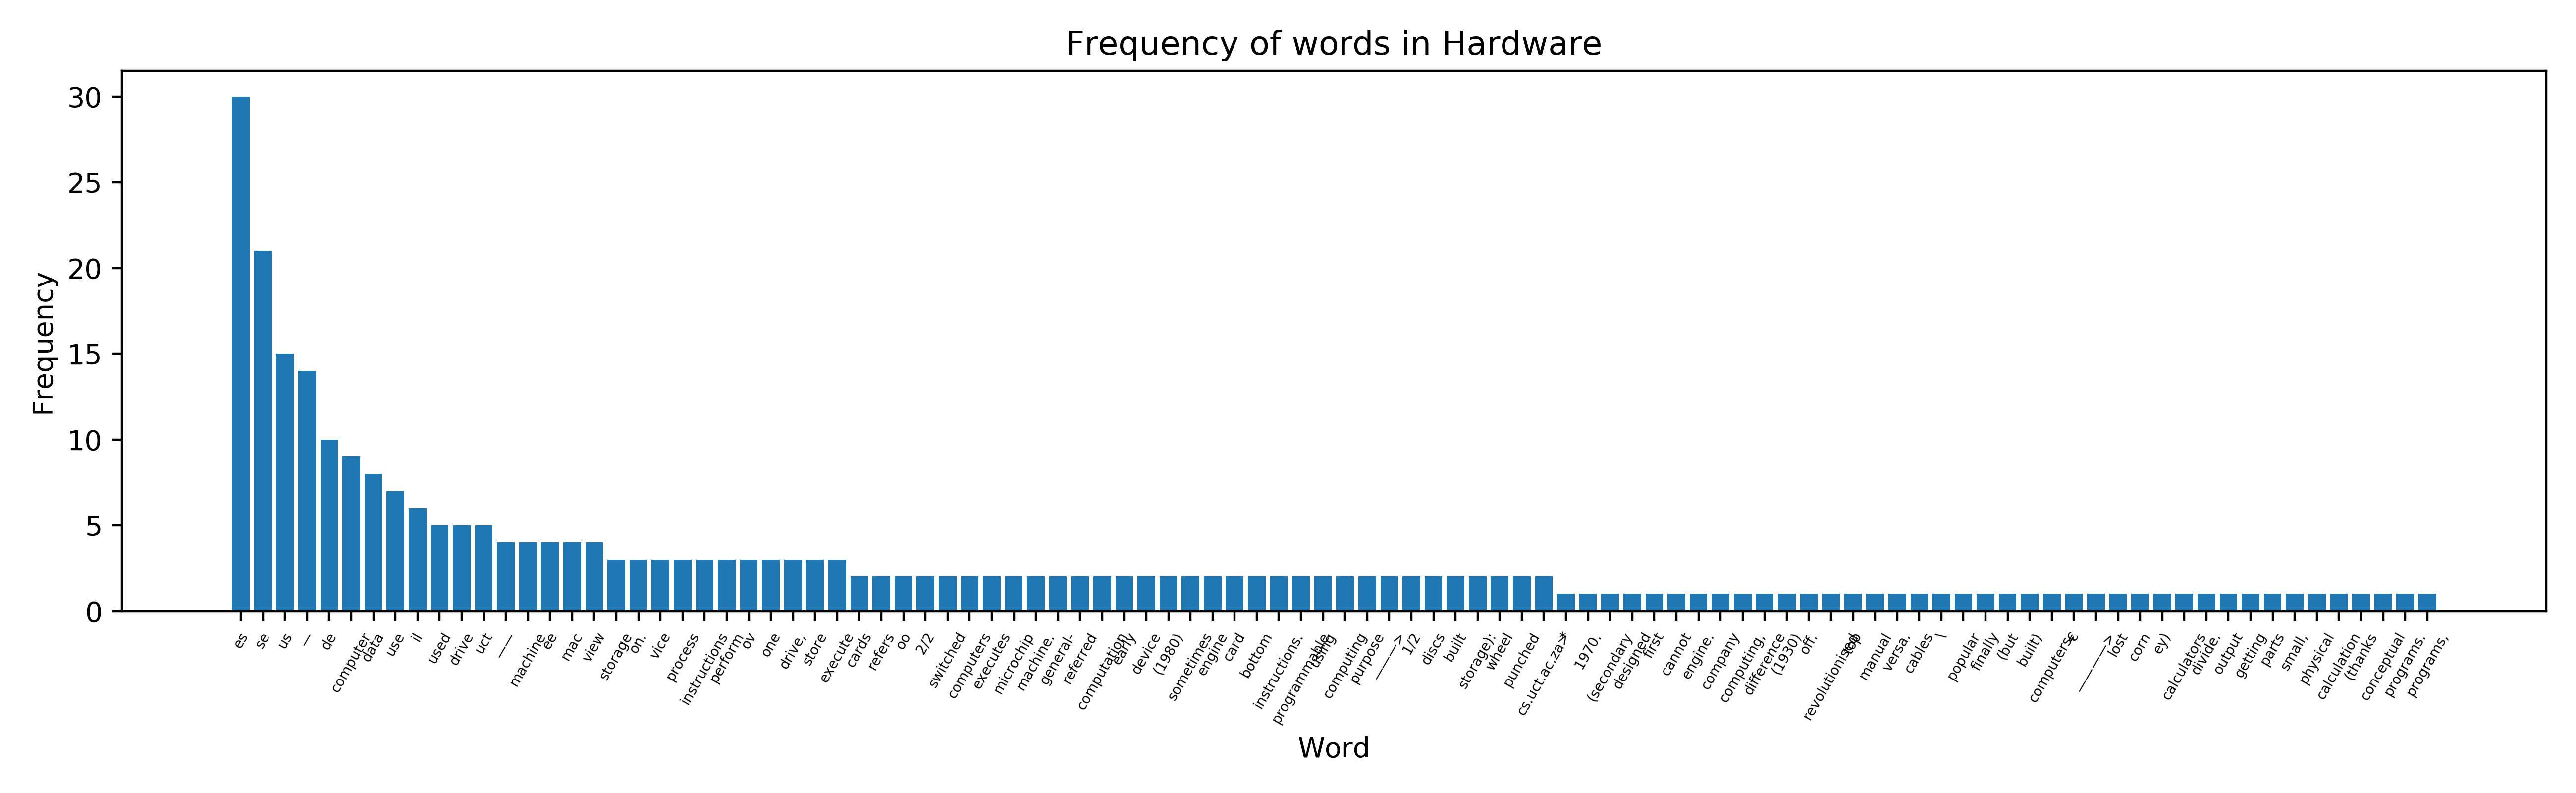 Frequency of words in Hardware
Frequency
30
25
20
15
10
5
0
es
se
us
—
de
computer
data
use
il
used
drive
uct
——
machine
ee
mac
view
storage
on.
vice
process
instructions
perform
ov
one
drive,
store
execute
cards
refers
oo
2/2
switched
computers
executes
microchip
machine.
general-
referred
computation
early
device
(1980)
sometimes
engine
card
bottom
instructions,
programmable
using
computing
purpose
1/2
discs
built
storage):
wheel
punched
cs.uct.ac.za>*
1970.
(secondary
designed
first
cannot
engine.
company
computing,
difference
(1930)
off.
revolutionised
top
manual
versa.
cables
|
popular
finally
(but
built)
computersc
lost
corn
ey)
calculators
divide.
output
getting
parts
small.
physical
calculation
(thanks
conceptual
programs.
programs,
Word